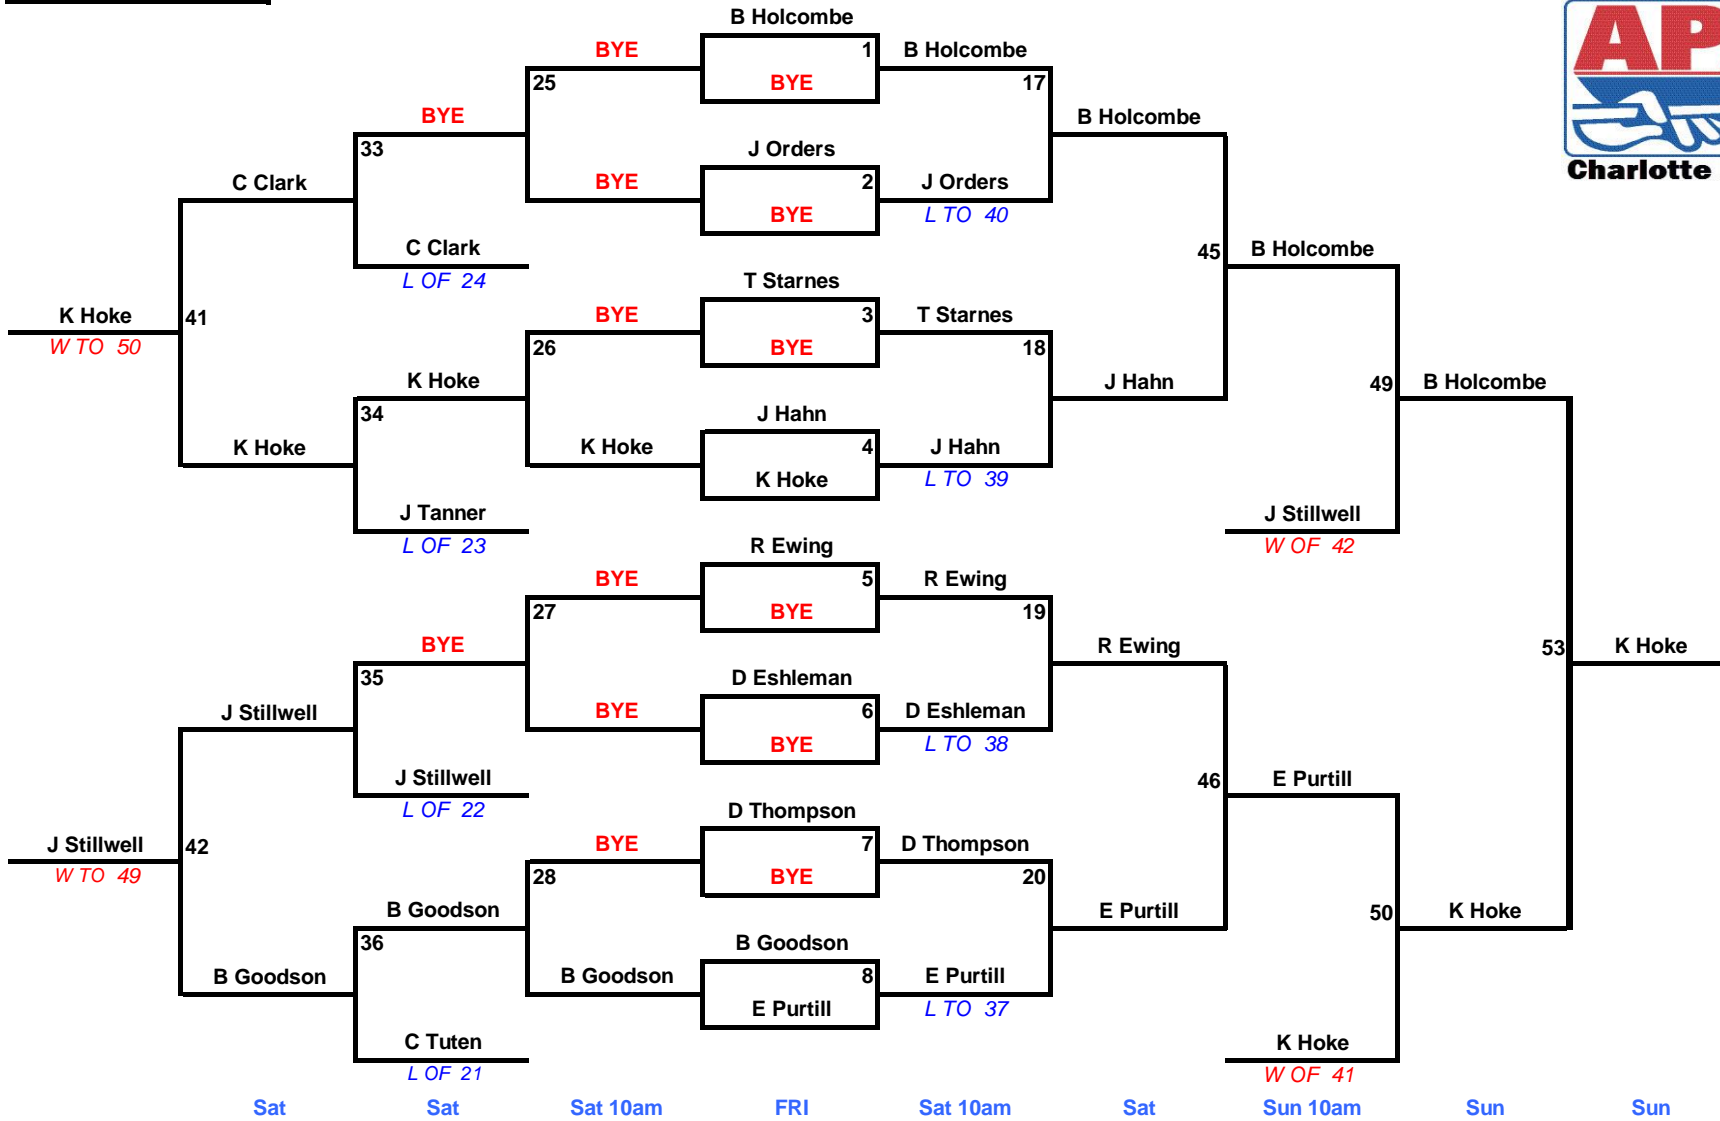 B Holcombe
BYE 1 B Holcombe
25 BYE 17
BYE B Holcombe
33 J Orders
C Clark BYE 2 J Orders
BYE L TO 40
C Clark 45 B Holcombe
L OF 24 T Starnes
K Hoke 41 BYE 3 T Starnes
W TO 50 26 BYE 18
K Hoke J Hahn 49 B Holcombe
34 J Hahn
K Hoke K Hoke 4 J Hahn
K Hoke L TO 39
J Tanner J Stillwell
L OF 23 R Ewing W OF 42
BYE 5 R Ewing
27 BYE 19
BYE R Ewing 53 K Hoke
35 D Eshleman
J Stillwell BYE 6 D Eshleman
BYE L TO 38
J Stillwell 46 E Purtill
L OF 22 D Thompson
J Stillwell 42 BYE 7 D Thompson
W TO 49 28 BYE 20
B Goodson E Purtill 50 K Hoke
36 B Goodson
B Goodson B Goodson 8 E Purtill
E Purtill L TO 37
C Tuten K Hoke
L OF 21 W OF 41
Sat Sat Sat 10am FRI Sat 10am Sat Sun 10am Sun Sun
Charlotte